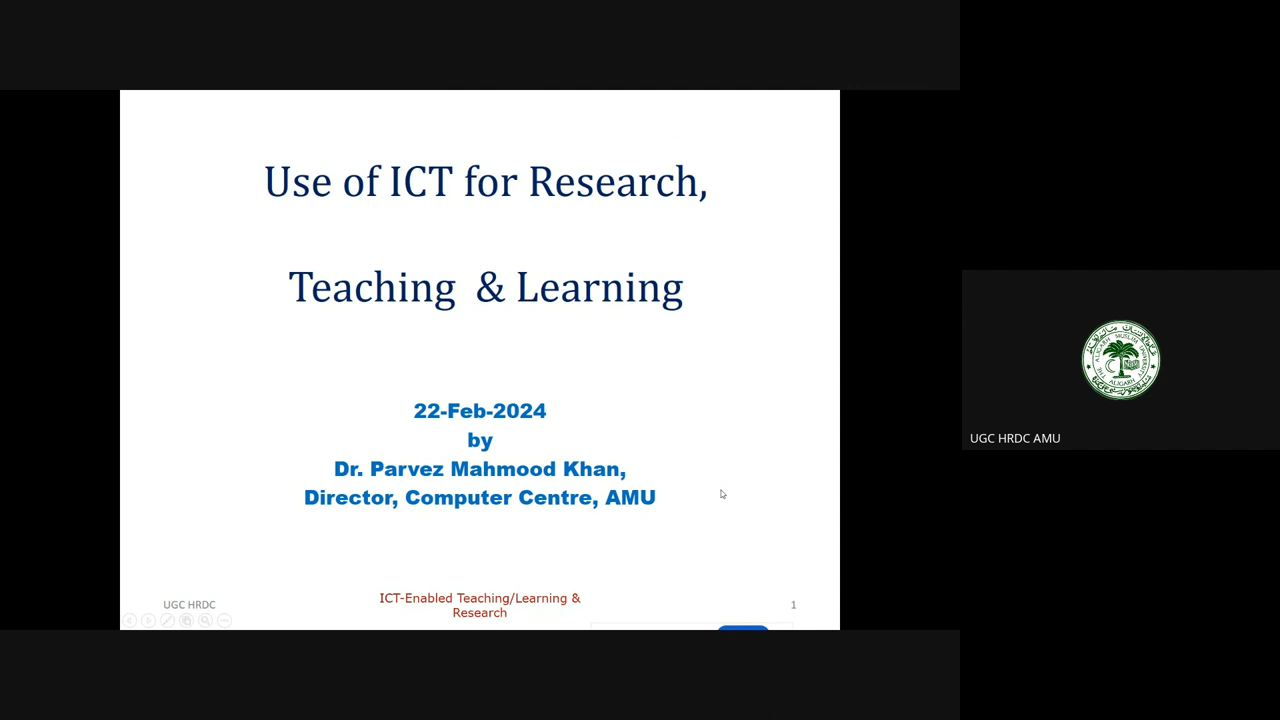 Use of ICT for Research,
Teaching & Learning
22-Feb-2024
by
Dr. Parvez Mahmood Khan,
Director, Computer Centre, AMU
UGC HRDC
ICT-Enabled Teaching/Learning &
Research
1
UGC HRDC AMU